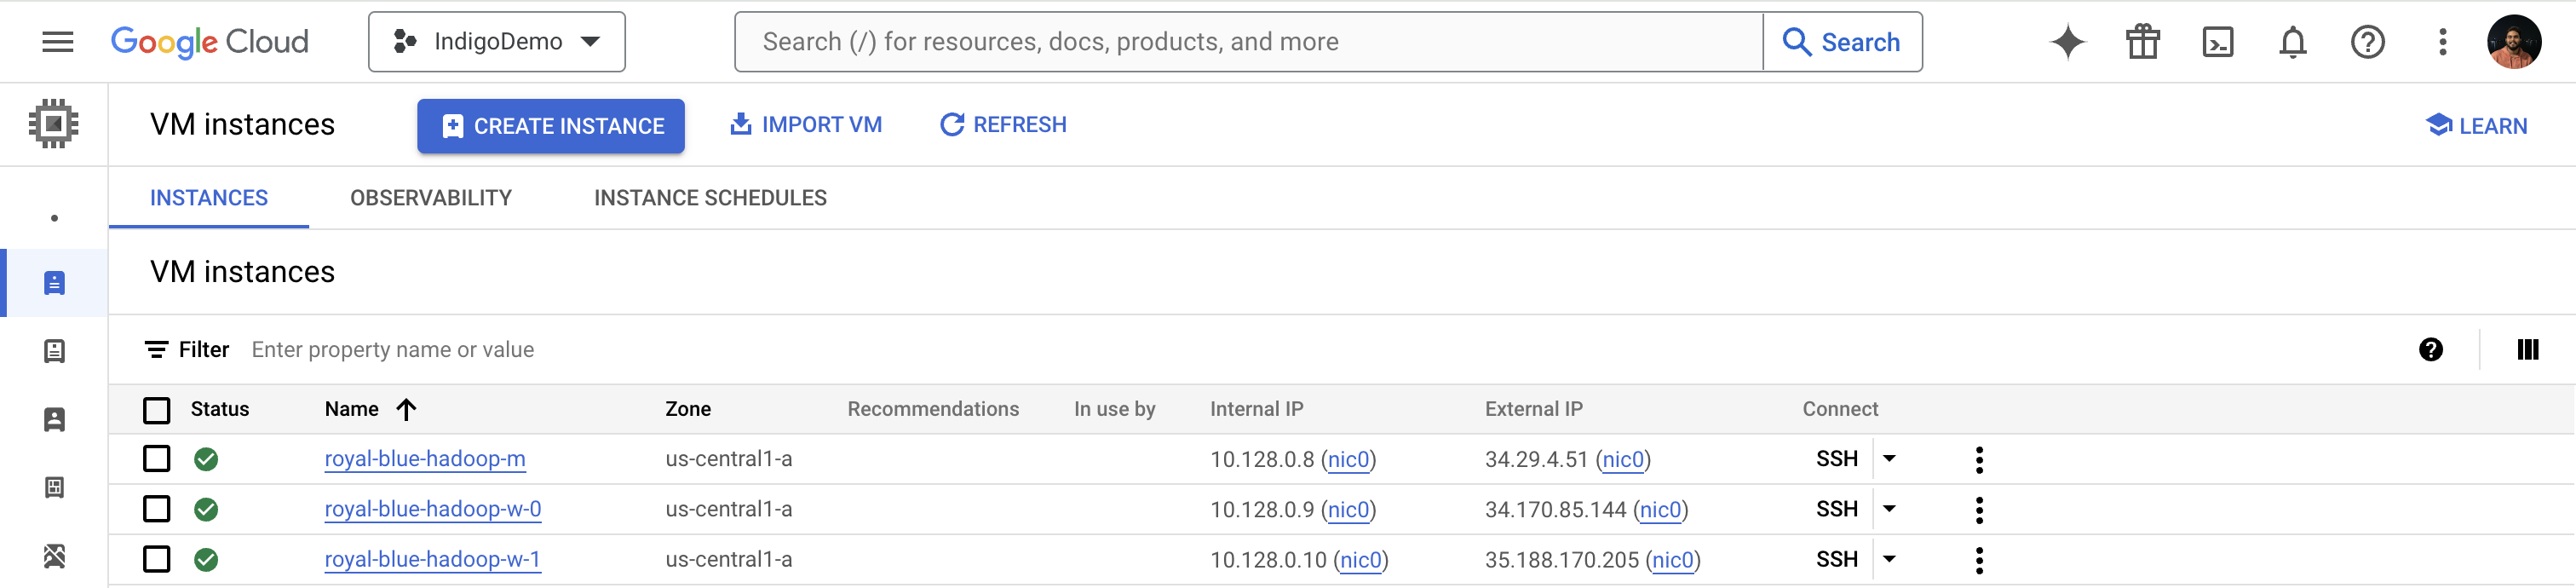 Google Cloud IndigoDemo Search (/) for resources, docs, products, and more Search
VM instances CREATE INSTANCE IMPORT VM REFRESH LEARN
INSTANCES OBSERVABILITY INSTANCE SCHEDULES
VM instances
Filter Enter property name or value
Status Name Zone Recommendations In use by Internal IP External IP Connect
royal-blue-hadoop-m us-central1-a 10.128.0.8 (nic0) 34.29.4.51 (nic0) SSH
royal-blue-hadoop-w-0 us-central1-a 10.128.0.9 (nic0) 34.170.85.144 (nic0) SSH
royal-blue-hadoop-w-1 us-central1-a 10.128.0.10 (nic0) 35.188.170.205 (nic0) SSH